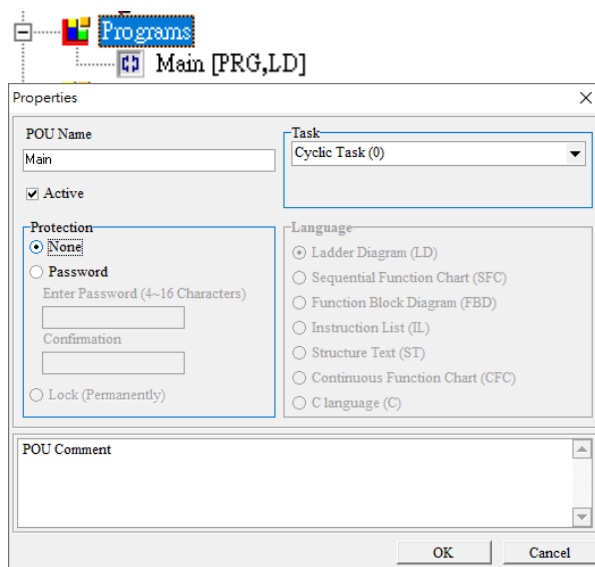 Programs
Main [PRG,LD]
Properties
POU Name
Main
Active
Task
Cyclic Task (0)
Protection
None
Password
Enter Password (4~16 Characters)
Confirmation
Lock (Permanently)
Language
Ladder Diagram (LD)
Sequential Function Chart (SFC)
Function Block Diagram (FBD)
Instruction List (IL)
Structure Text (ST)
Continuous Function Chart (CFC)
C language (C)
POU Comment
OK
Cancel